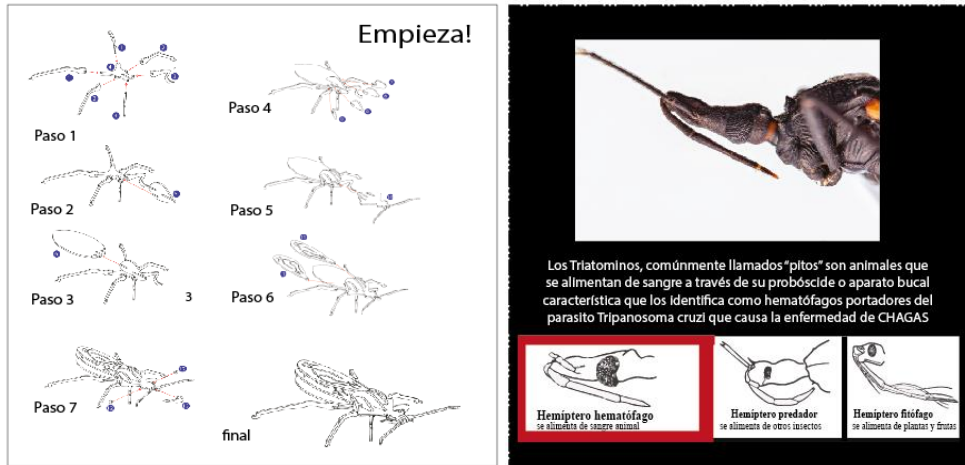 Empieza!
Paso 1
Paso 2
Paso 3
3
Paso 7
Paso 4
Paso 5
Paso 6
final
Los Triatominos, comúnmente llamados "pitos" son animales que
se alimentan de sangre a través de su probóscide o aparato bucal
característica que los identifica como hematófagos portadores del
parasito Tripanosoma cruzi que causa la enfermedad de CHAGAS
Hemíptero hematófago
se alimenta de sangre animal
Hemíptero predador
se alimenta de otros insectos
Hemíptero fitófago
se alimenta de plantas y frutas